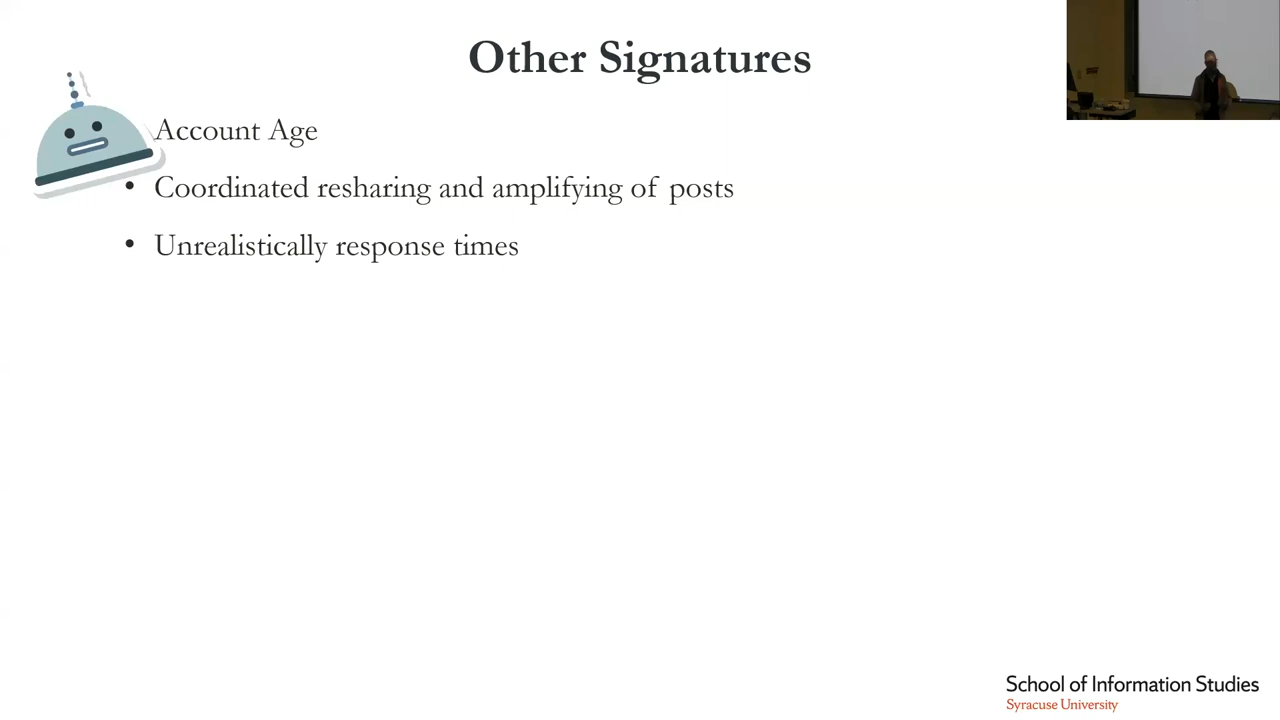 Other Signatures
Account Age
• Coordinated resharing and amplifying of posts
• Unrealistically response times
School of Information Studies
Syracuse University